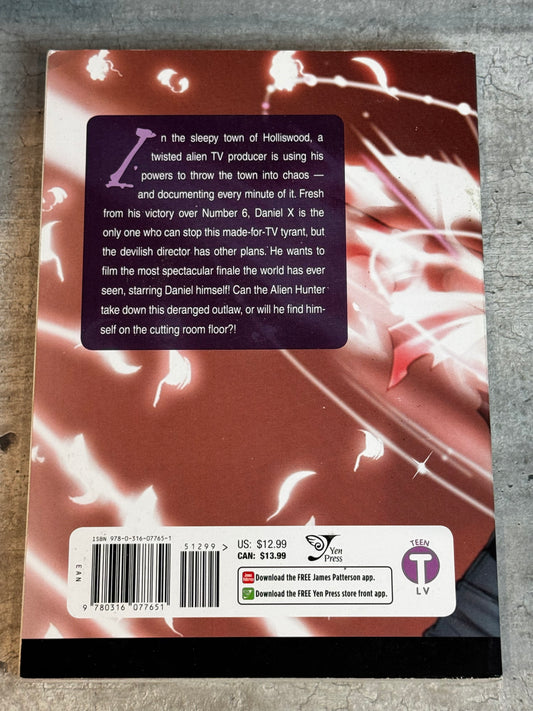 In the sleepy town of Holliswood, a
twisted alien TV producer is using his
powers to throw the town into chaos —
and documenting every minute of it. Fresh
from his victory over Number 6, Daniel X is the
only one who can stop this made-for-TV tyrant, but
the devilish director has other plans. He wants to
film the most spectacular finale the world has ever
seen, starring Daniel himself! Can the Alien Hunter
take down this deranged outlaw, or will he find him-
self on the cutting room floor?!
ISBN 978-0-316-07765-1
51299 >
EAN
9 780316 077651
US: $12.99
CAN: $13.99
Yen
Press
Download the FREE James Patterson app.
Download the FREE Yen Press store front app.
TEEN
T
LV